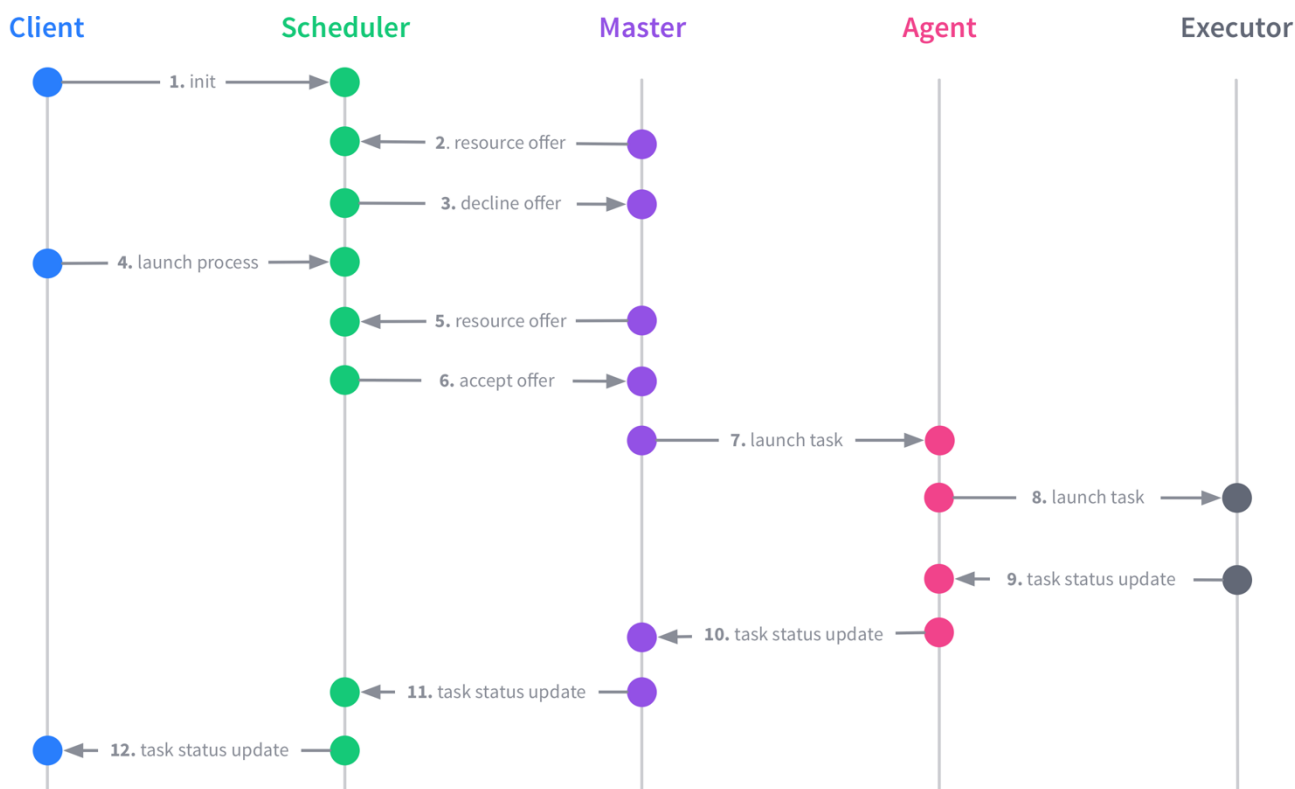 Client Scheduler Master Agent Executor
1. init
2. resource offer
3. decline offer
4. launch process
5. resource offer
6. accept offer
7. launch task
8. launch task
9. task status update
10. task status update
11. task status update
12. task status update